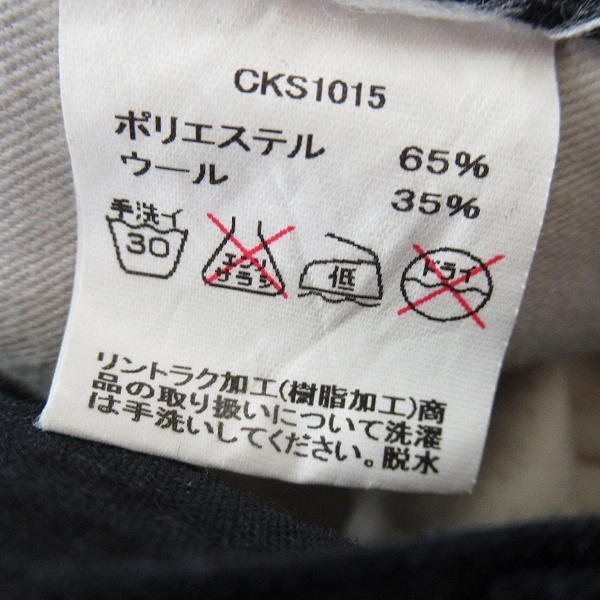 CKS1015
ポリエステル 65%
ウール 35%
手洗イ
30
エンソ
サラシ
低
ドライ
リントラク加工(樹脂加工)商
品の取り扱いについて洗濯
は手洗いしてください。脱水